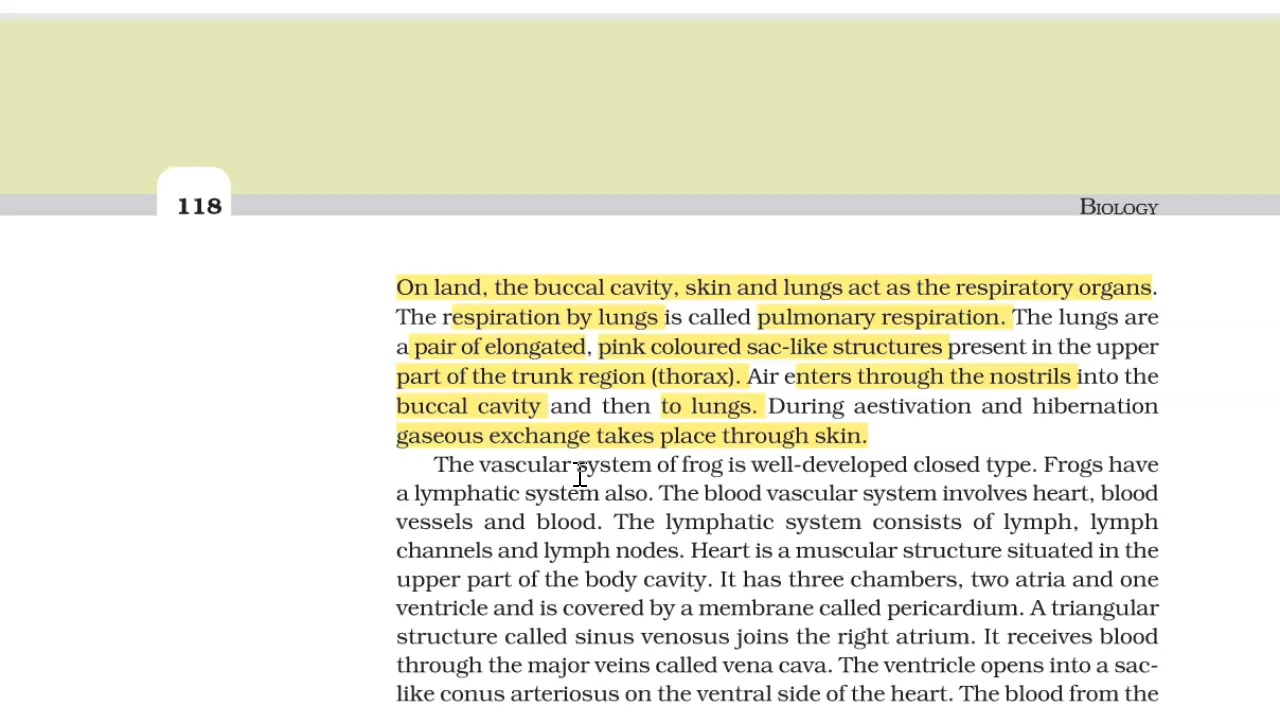 118
BIOLOGY
On land, the buccal cavity, skin and lungs act as the respiratory organs.
The respiration by lungs is called pulmonary respiration. The lungs are
a pair of elongated, pink coloured sac-like structures present in the upper
part of the trunk region (thorax). Air enters through the nostrils into the
buccal cavity and then to lungs. During aestivation and hibernation
gaseous exchange takes place through skin.
The vascular system of frog is well-developed closed type. Frogs have
a lymphatic system also. The blood vascular system involves heart, blood
vessels and blood. The lymphatic system consists of lymph, lymph
channels and lymph nodes. Heart is a muscular structure situated in the
upper part of the body cavity. It has three chambers, two atria and one
ventricle and is covered by a membrane called pericardium. A triangular
structure called sinus venosus joins the right atrium. It receives blood
through the major veins called vena cava. The ventricle opens into a sac-
like conus arteriosus on the ventral side of the heart. The blood from the